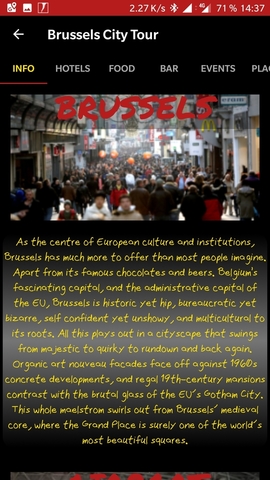 2.27 K/s 4G 71 % 14:37
Brussels City Tour
INFO HOTELS FOOD BAR EVENTS PLA
BRUSSELS
As the centre of European culture and institutions,
Brussels has much more to offer than most people imagine.
Apart from its famous chocolates and beers. Belgium's
fascinating capital, and the administrative capital of
the EU, Brussels is historic yet hip, bureaucratic yet
bizarre, self confident yet unshowy, and multicultural to
its roots. All this plays out in a cityscape that swings
from majestic to quirky to rundown and back again.
Organic art nouveau facades face off against 1960s
concrete developments, and regal 19th-century mansions
contrast with the brutal glass of the EU's Gotham City.
This whole maelstrom swirls out from Brussels' medieval
core, where the Grand Place is surely one of the world's
most beautiful squares.